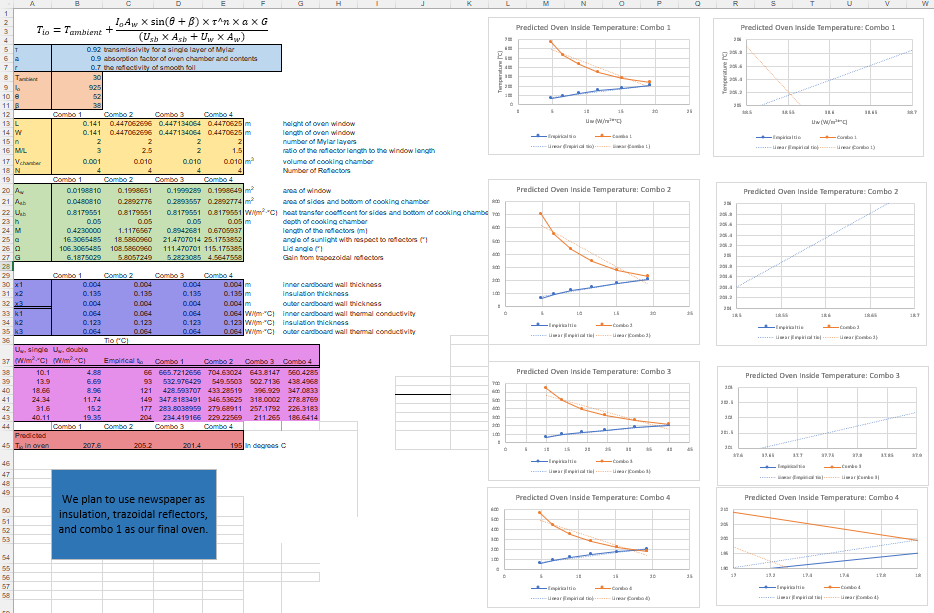 A B C D E F G H I J K L M N O P Q R S T U V W
T_io = T_ambient + (I_o A_w × sin(θ + β) × τ^n × a × G) / (U_sb × A_sb + U_w × A_w)
τ 0.92 transmissivity for a single layer of Mylar
a 0.9 absorption factor of oven chamber and contents
r 0.7 the reflectivity of smooth foil
Tambient 30
Io 925
θ 52
β 38
Combo 1 Combo 2 Combo 3 Combo 4
L 0.141 0.447062696 0.447134064 0.4470625 m height of oven window
W 0.141 0.447062696 0.447134064 0.4470625 m length of oven window
n 2 2 2 2 number of Mylar layers
M/L 3 2.5 2 1.5 ratio of the reflector length to the window length
Vchamber 0.001 0.010 0.010 0.010 m³ volume of cooking chamber
N 4 4 4 4 Number of Reflectors
Combo 1 Combo 2 Combo 3 Combo 4
Aw 0.0198810 0.1998651 0.1999289 0.1998649 m² area of window
Asb 0.0480810 0.2892776 0.2893557 0.2892774 m² area of sides and bottom of cooking chamber
Usb 0.8179551 0.8179551 0.8179551 0.8179551 W/(m²·°C) heat transfer coefficent for sides and bottom of cooking chambe
h 0.05 0.05 0.05 0.05 m depth of cooking chamber
M 0.4230000 1.1176567 0.8942681 0.6705937 length of the reflectors (m)
α 16.3065485 18.5860960 21.4707014 25.1753852 angle of sunlight with respect to reflectors (°)
Ω 106.3065485 108.5860960 111.470701 115.175385 Lid angle (°)
G 6.1875029 5.8057249 5.2823085 4.5647558 Gain from trapezoidal reflectors
Combo 1 Combo 2 Combo 3 Combo 4
x1 0.004 0.004 0.004 0.004 m inner cardboard wall thickness
x2 0.135 0.135 0.135 0.135 m insulation thickness
x3 0.004 0.004 0.004 0.004 m outer cardboard wall thickness
k1 0.064 0.064 0.064 0.064 W/(m·°C) inner cardboard wall thermal conductivity
k2 0.123 0.123 0.123 0.123 W/(m·°C) insulation thickness
k3 0.064 0.064 0.064 0.064 W/(m·°C) outer cardboard wall thermal conductivity
Tio (°C)
Uw, single (W/m²·°C) Uw, double (W/m²·°C) Empirical tio Combo 1 Combo 2 Combo 3 Combo 4
10.1 4.88 66 665.7212656 704.63024 643.8147 560.4285
13.9 6.69 93 532.976429 549.5503 502.7136 438.4968
18.66 8.96 121 428.593707 433.28519 396.929 347.0833
24.34 11.74 149 347.8183491 346.53625 318.0002 278.8769
31.6 15.2 177 283.8038959 279.68911 257.1792 226.3183
40.11 19.35 204 234.419166 229.22569 211.265 186.6414
Combo 1 Combo 2 Combo 3 Combo 4
Predicted
Tio in oven 207.6 205.2 201.4 195 In degrees C
We plan to use newspaper as
insulation, trazoidal reflectors,
and combo 1 as our final oven.
Predicted Oven Inside Temperature: Combo 1
Temperature (°C)
Uw (W/m²*°C)
Empirical tio Combo 1
Linear (Empirical tio) Linear (Combo 1)
Predicted Oven Inside Temperature: Combo 1
Temperature (°C)
Uw (W/m²*°C)
Empirical tio Combo 1
Linear (Empirical tio) Linear (Combo 1)
Predicted Oven Inside Temperature: Combo 2
Empirical tio Combo 2
Linear (Empirical tio) Linear (Combo 2)
Predicted Oven Inside Temperature: Combo 2
Empirical tio Combo 2
Linear (Empirical tio) Linear (Combo 2)
Predicted Oven Inside Temperature: Combo 3
Empirical tio Combo 3
Linear (Empirical tio) Linear (Combo 3)
Predicted Oven Inside Temperature: Combo 3
Empirical tio Combo 3
Linear (Empirical tio) Linear (Combo 3)
Predicted Oven Inside Temperature: Combo 4
Empirical tio Combo 4
Linear (Empirical tio) Linear (Combo 4)
Predicted Oven Inside Temperature: Combo 4
Empirical tio Combo 4
Linear (Empirical tio) Linear (Combo 4)